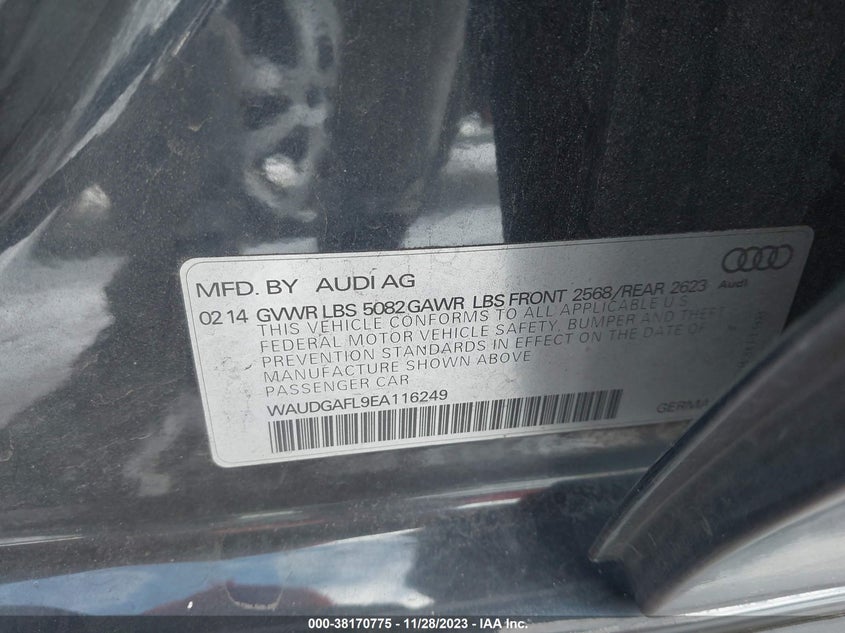 MFD. BY AUDI AG
Audi
02 14 GVWR LBS 5082 GAWR LBS FRONT 2568/REAR 2623
THIS VEHICLE CONFORMS TO ALL APPLICABLE U S
FEDERAL MOTOR VEHICLE SAFETY, BUMPER AND THEFT
PREVENTION STANDARDS IN EFFECT ON THE DATE OF
MANUFACTURE SHOWN ABOVE
PASSENGER CAR
WAUDGAFL9EA116249
GERMA
000-38170775 - 11/28/2023 - IAA Inc.